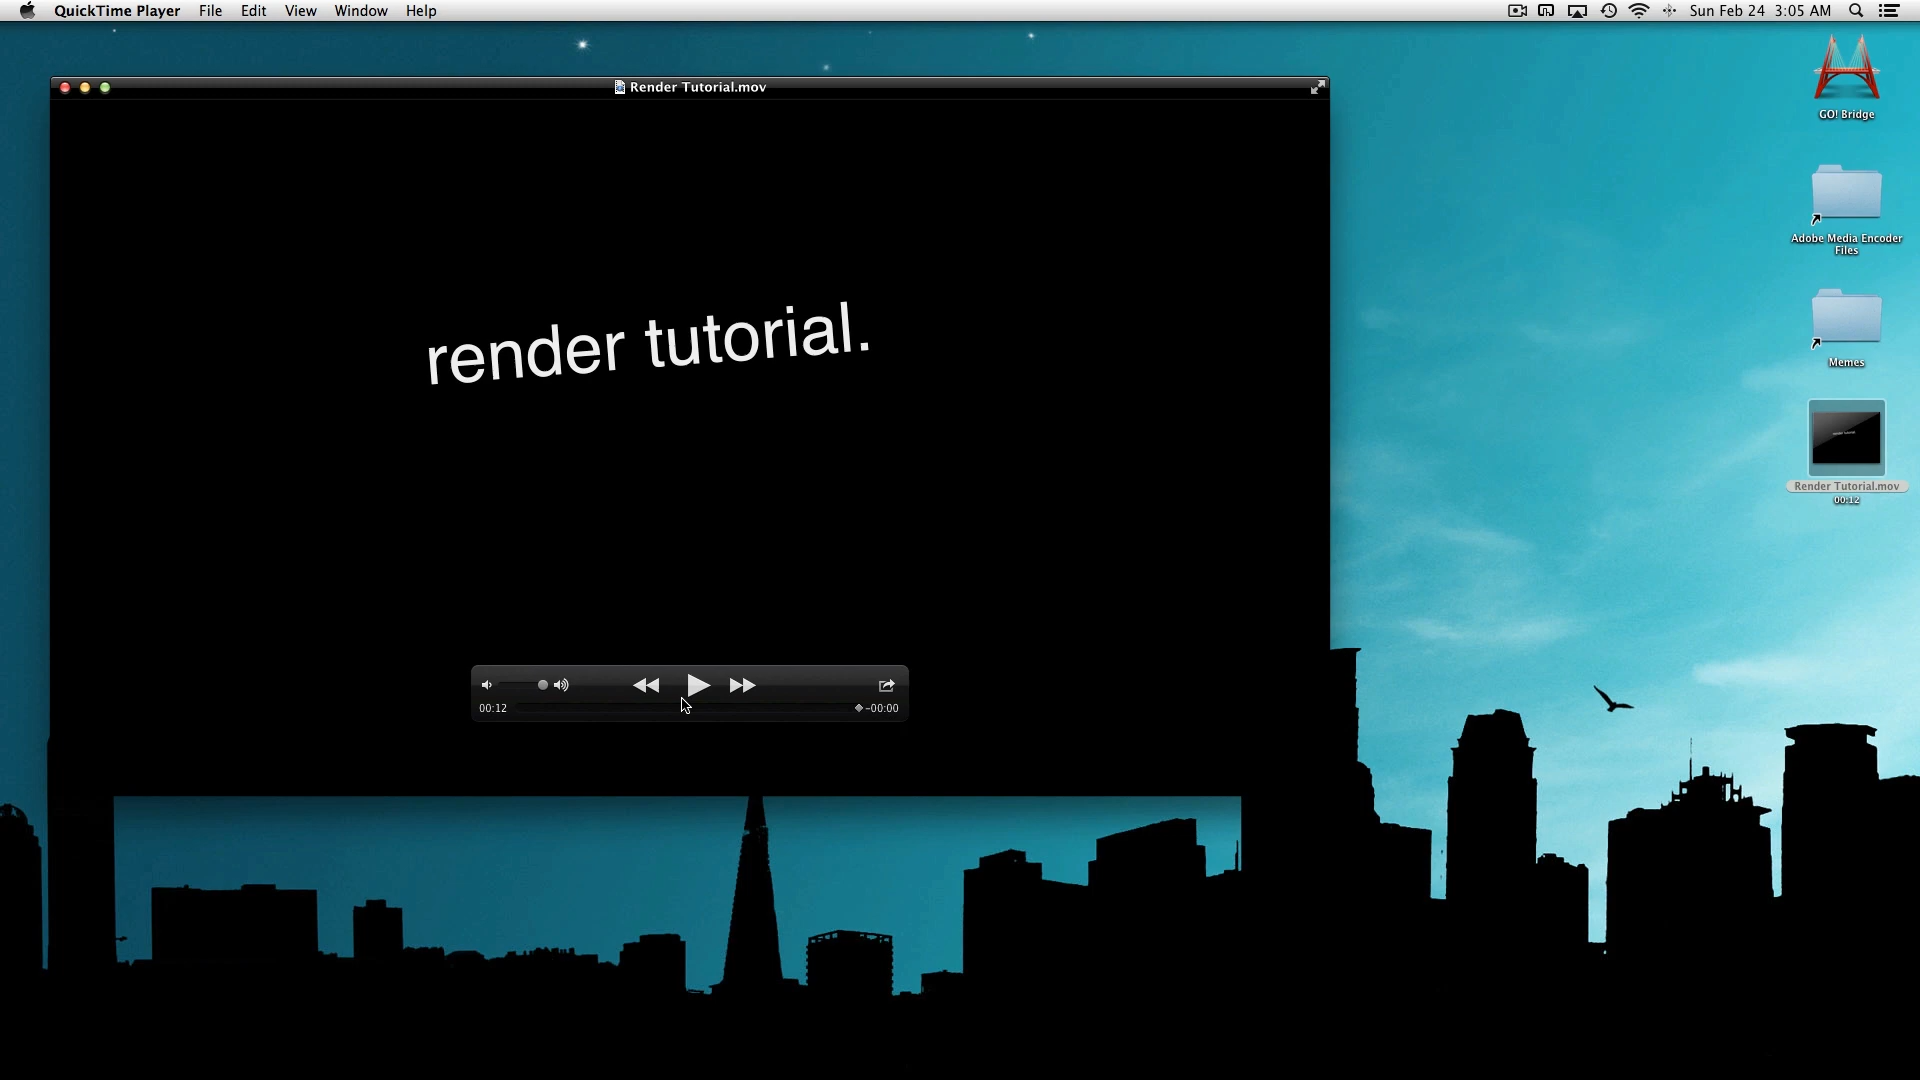 QuickTime Player File Edit View Window Help Sun Feb 24 3:05 AM
Render Tutorial.mov
GO! Bridge
Adobe Media Encoder
Files
render tutorial.
Memes
Render Tutorial.mov
00:12
00:12 -00:00